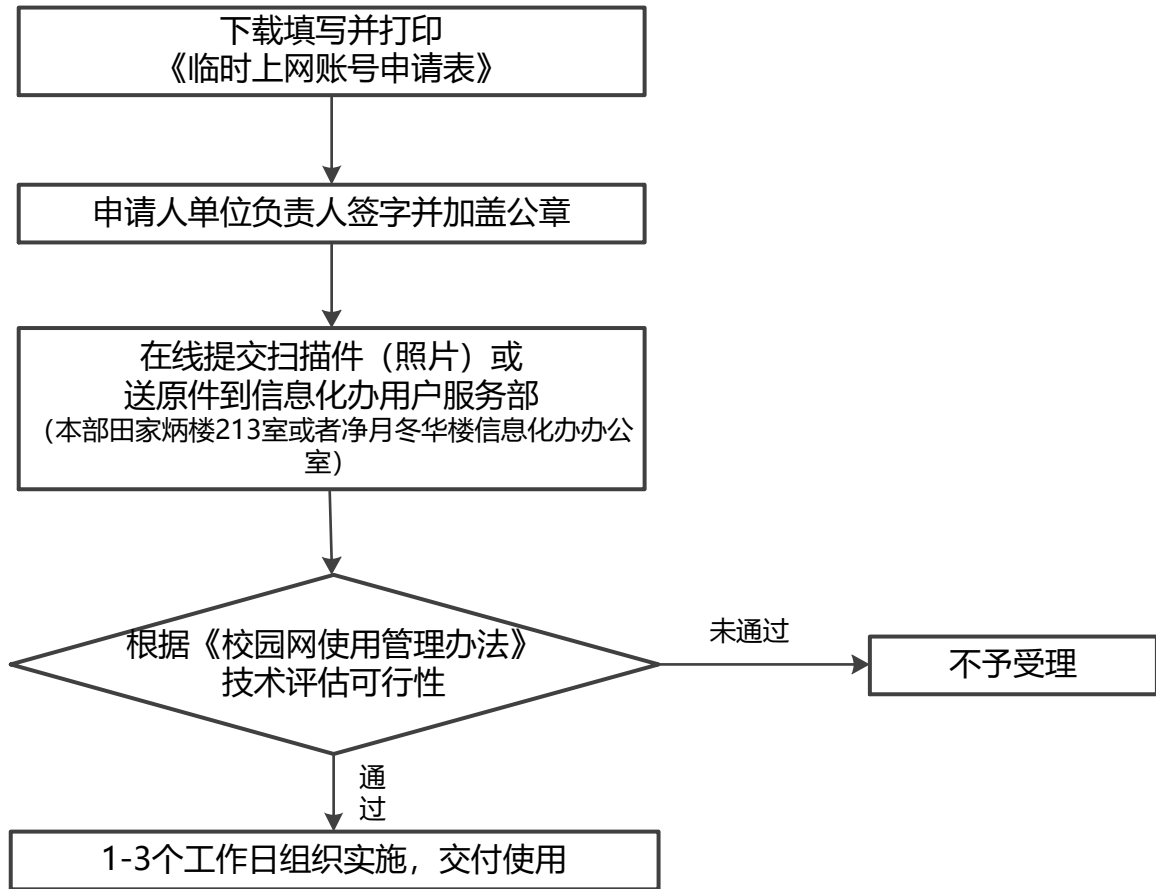 下载填写并打印
《临时上网账号申请表》
申请人单位负责人签字并加盖公章
在线提交扫描件（照片）或
送原件到信息化办用户服务部
（本部田家炳楼213室或者净月冬华楼信息化办办公
室）
根据《校园网使用管理办法》
技术评估可行性
未通过
不予受理
通
过
1-3个工作日组织实施，交付使用